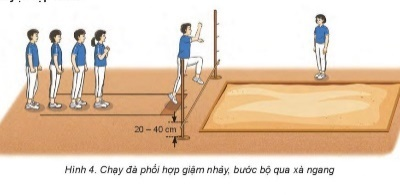 20 – 40 cm
Hình 4. Chạy đà phối hợp giậm nhảy, bước bộ qua xà ngang